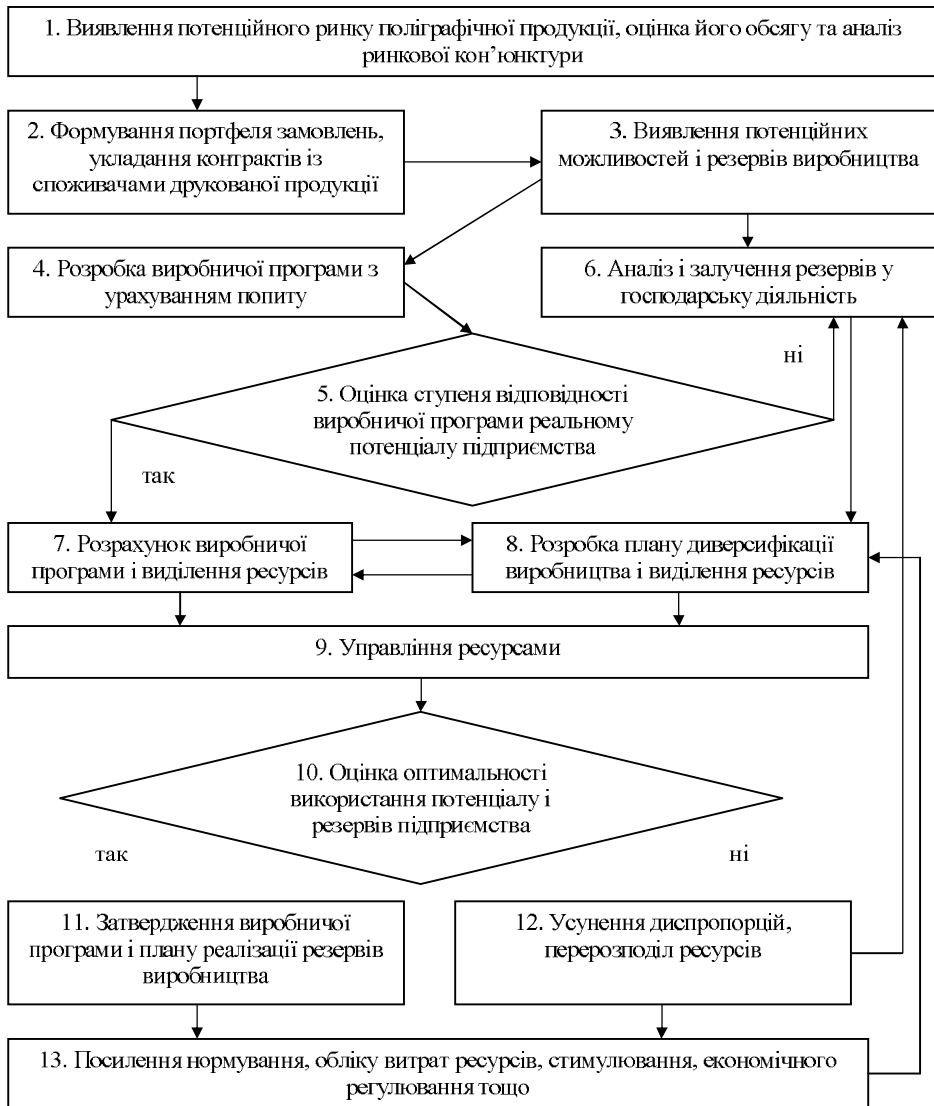 1. Виявлення потенційного ринку поліграфічної продукції, оцінка його обсягу та аналіз
ринкової кон’юнктури
2. Формування портфеля замовлень,
укладання контрактів із
споживачами друкованої продукції
3. Виявлення потенційних
можливостей і резервів виробництва
4. Розробка виробничої програми з
урахуванням попиту
6. Аналіз і залучення резервів у
господарську діяльність
ні
5. Оцінка ступеня відповідності
виробничої програми реальному
потенціалу підприємства
так
7. Розрахунок виробничої
програми і виділення ресурсів
8. Розробка плану диверсифікації
виробництва і виділення ресурсів
9. Управління ресурсами
10. Оцінка оптимальності
використання потенціалу і
резервів підприємства
так
ні
11. Затвердження виробничої
програми і плану реалізації резервів
виробництва
12. Усунення диспропорцій,
перерозподіл ресурсів
13. Посилення нормування, обліку витрат ресурсів, стимулювання, економічного
регулювання тощо